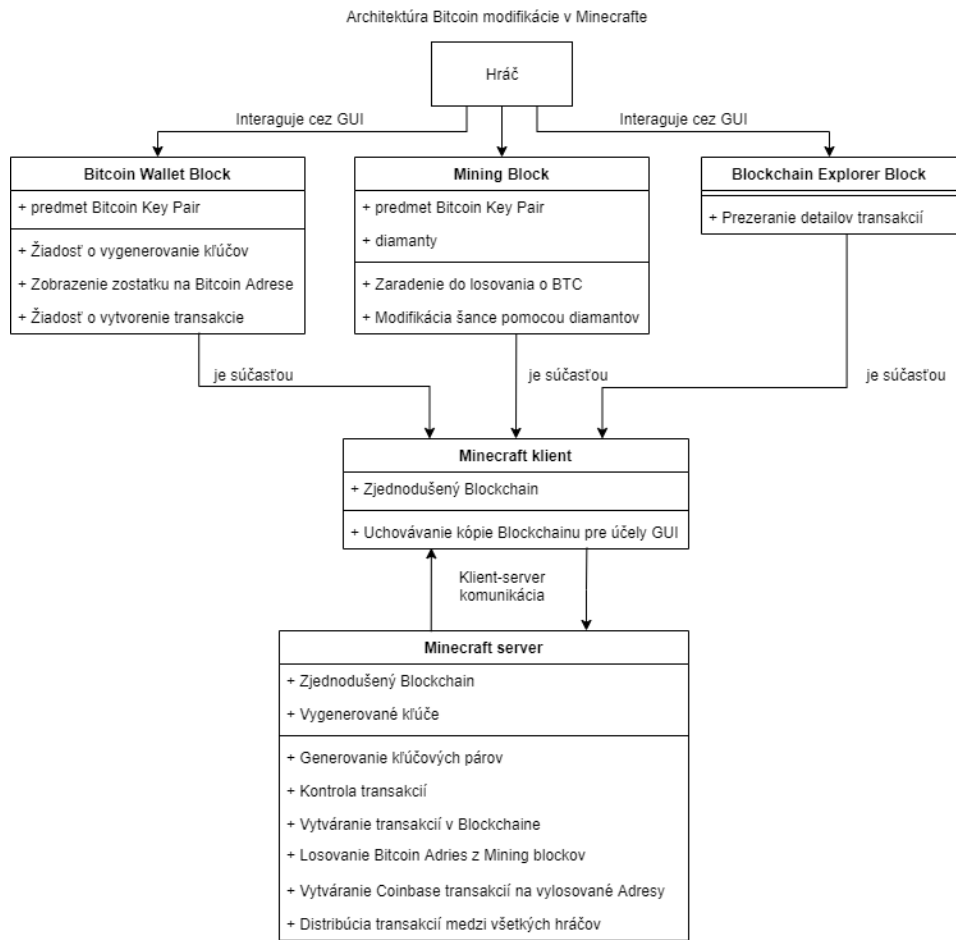 Architektúra Bitcoin modifikácie v Minecrafte
Hráč
Interaguje cez GUI
Interaguje cez GUI
Bitcoin Wallet Block
+ predmet Bitcoin Key Pair
+ Žiadosť o vygenerovanie kľúčov
+ Zobrazenie zostatku na Bitcoin Adrese
+ Žiadosť o vytvorenie transakcie
Mining Block
+ predmet Bitcoin Key Pair
+ diamanty
+ Zaradenie do losovania o BTC
+ Modifikácia šance pomocou diamantov
Blockchain Explorer Block
+ Prezeranie detailov transakcií
je súčasťou
je súčasťou
je súčasťou
Minecraft klient
+ Zjednodušený Blockchain
+ Uchovávanie kópie Blockchainu pre účely GUI
Klient-server
komunikácia
Minecraft server
+ Zjednodušený Blockchain
+ Vygenerované kľúče
+ Generovanie kľúčových párov
+ Kontrola transakcií
+ Vytváranie transakcií v Blockchaine
+ Losovanie Bitcoin Adries z Mining blockov
+ Vytváranie Coinbase transakcií na vylosované Adresy
+ Distribúcia transakcií medzi všetkých hráčov